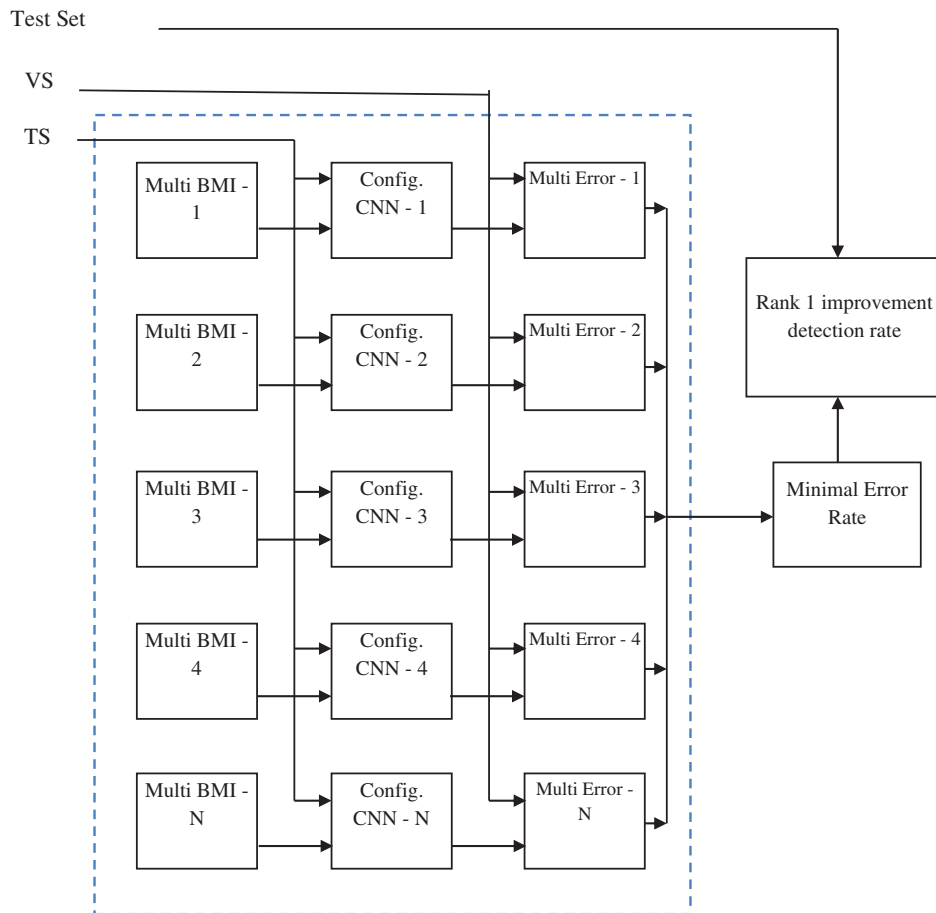 Test Set
VS
TS
Multi BMI -
1
Config.
CNN - 1
Multi Error - 1
Multi BMI -
2
Config.
CNN - 2
Multi Error - 2
Rank 1 improvement
detection rate
Multi BMI -
3
Config.
CNN - 3
Multi Error - 3
Minimal Error
Rate
Multi BMI -
4
Config.
CNN - 4
Multi Error - 4
Multi BMI -
N
Config.
CNN - N
Multi Error -
N